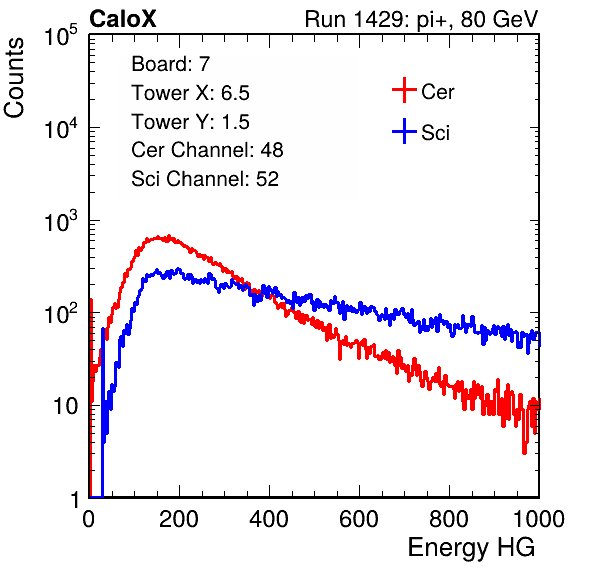 CaloX
Run 1429: pi+, 80 GeV
Counts
10^5
10^4
10^3
10^2
10
1
Board: 7
Tower X: 6.5
Tower Y: 1.5
Cer Channel: 48
Sci Channel: 52
Cer
Sci
0 200 400 600 800 1000
Energy HG